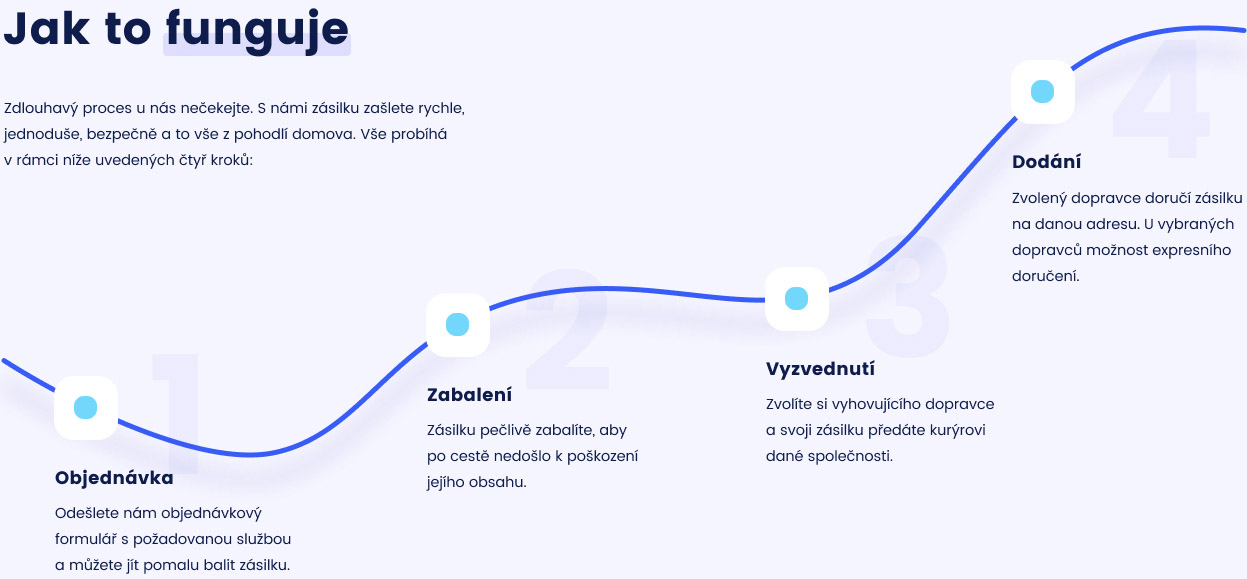 Jak to funguje
Zdlouhavý proces u nás nečekejte. S námi zásilku zašlete rychle,
jednoduše, bezpečně a to vše z pohodlí domova. Vše probíhá
v rámci níže uvedených čtyř kroků:
1
Objednávka
Odešlete nám objednávkový
formulář s požadovanou službou
a můžete jít pomalu balit zásilku.
2
Zabalení
Zásilku pečlivě zabalíte, aby
po cestě nedošlo k poškození
jejího obsahu.
3
Vyzvednutí
Zvolíte si vyhovujícího dopravce
a svoji zásilku předáte kurýrovi
dané společnosti.
4
Dodání
Zvolený dopravce doručí zásilku
na danou adresu. U vybraných
dopravců možnost expresního
doručení.